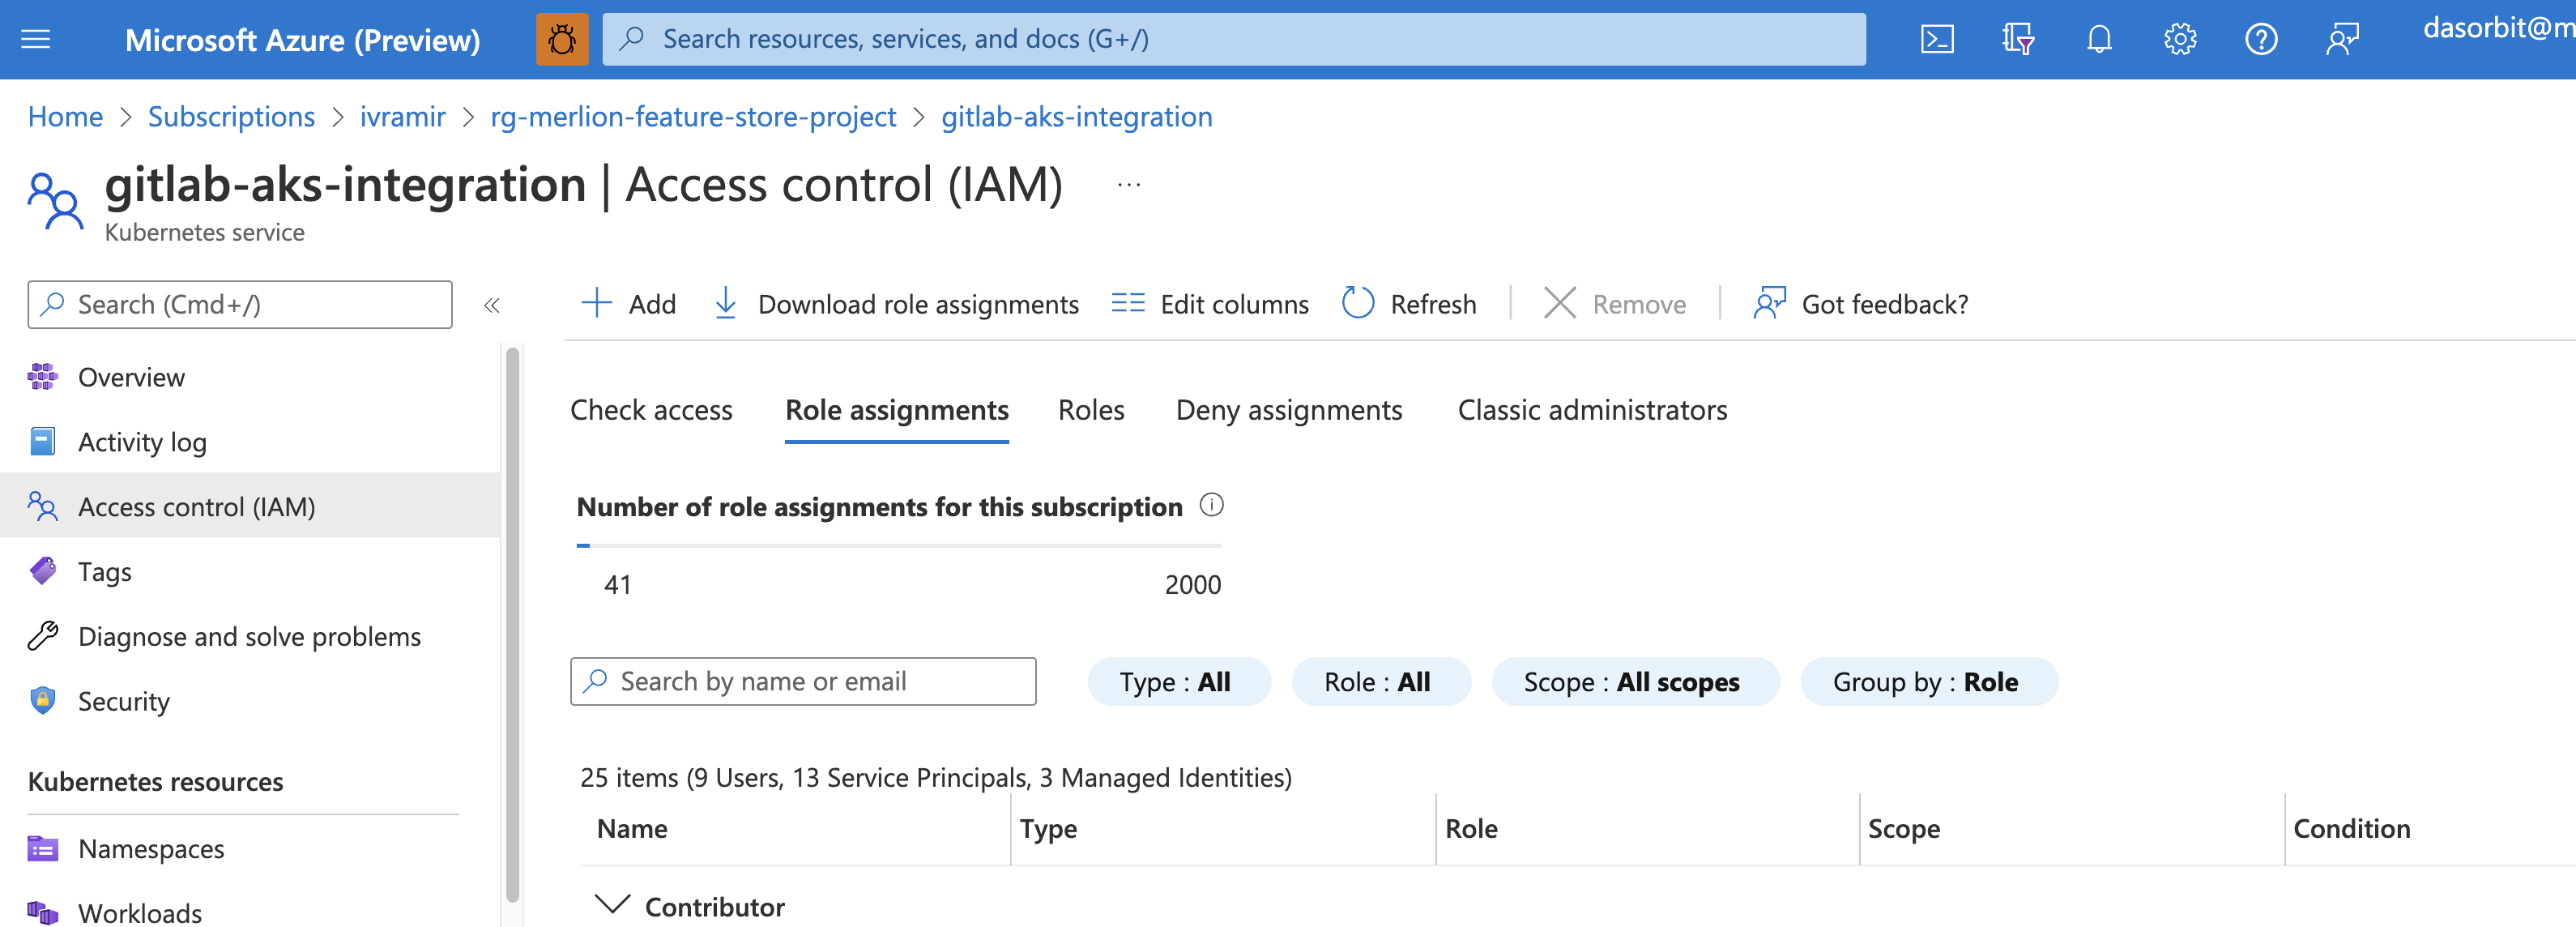 Microsoft Azure (Preview)
Search resources, services, and docs (G+/)
dasorbit@m
Home > Subscriptions > ivramir > rg-merlion-feature-store-project > gitlab-aks-integration
gitlab-aks-integration | Access control (IAM) ...
Kubernetes service
Search (Cmd+/)
«
Add
Download role assignments
Edit columns
Refresh
Remove
Got feedback?
Overview
Activity log
Access control (IAM)
Tags
Diagnose and solve problems
Security
Kubernetes resources
Namespaces
Workloads
Check access
Role assignments
Roles
Deny assignments
Classic administrators
Number of role assignments for this subscription
41
2000
Search by name or email
Type : All
Role : All
Scope : All scopes
Group by : Role
25 items (9 Users, 13 Service Principals, 3 Managed Identities)
Name
Type
Role
Scope
Condition
Contributor